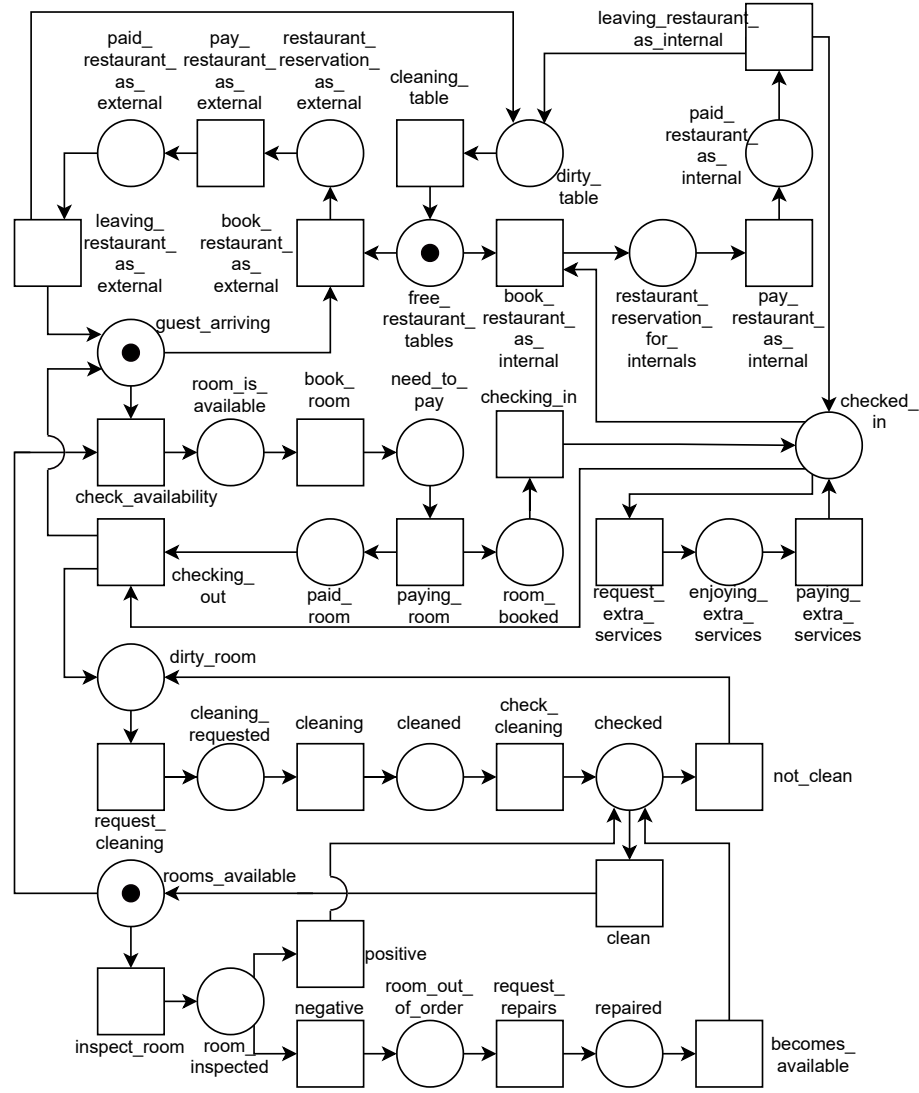 leaving_restaurant_
as_internal
paid_
restaurant_
as_
external
pay_
restaurant_
as_
external
restaurant_
reservation_
as_
external
cleaning_
table
paid_
restaurant_
as_
internal
dirty_
table
leaving_
restaurant_
as_
external
book_
restaurant_
as_
external
free_
restaurant_
tables
book_
restaurant_
as_
internal
restaurant_
reservation_
for_
internals
pay_
restaurant_
as_
internal
guest_arriving
room_is_
available
book_
room
need_to_
pay
checking_in
checked_
in
check_availability
checking_
out
paid_
room
paying_
room
room_
booked
request_
extra_
services
enjoying_
extra_
services
paying_
extra_
services
dirty_room
cleaning_
requested
cleaning
cleaned
check_
cleaning
checked
not_clean
request_
cleaning
rooms_available
clean
positive
inspect_room
room_
inspected
negative
room_out_
of_order
request_
repairs
repaired
becomes_
available